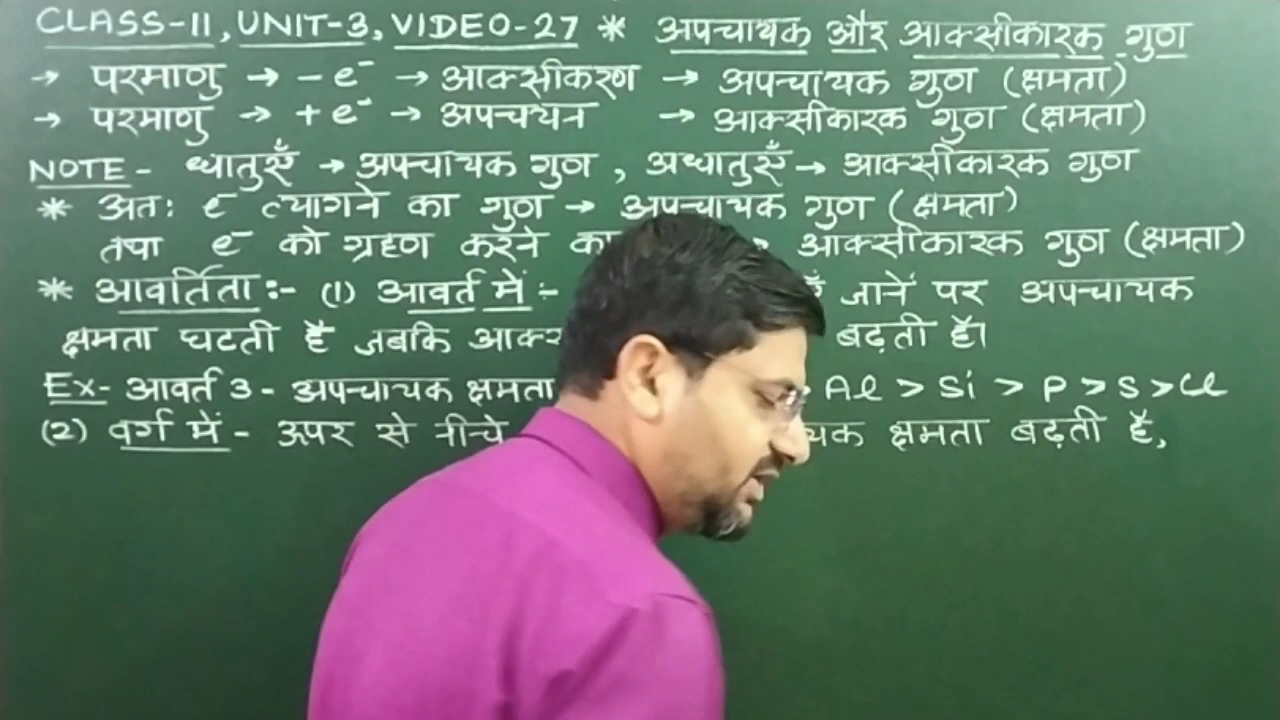 CLASS-11, UNIT-3, VIDEO-27 * अपचायक और आक्सीकारक गुण
→ परमाणु → -e⁻ → आक्सीकरण → अपचायक गुण (क्षमता)
→ परमाणु → +e⁻ → अपचयन → आक्सीकारक गुण (क्षमता)
NOTE - धातुएँ → अपचायक गुण, अधातुएँ → आक्सीकारक गुण
* अतः e⁻ त्यागने का गुण → अपचायक गुण (क्षमता)
तथा e⁻ को ग्रहण करने का आक्सीकारक गुण (क्षमता)
* आवर्तिता :- (1) आवर्त में :- जाने पर अपचायक
क्षमता घटती है जबकि बढ़ती है।
Ex- आवर्त 3 - अपचायक क्षमता Al > Si > P > S > Cl
(2) वर्ग में - ऊपर से नीचे क्षमता बढ़ती है,